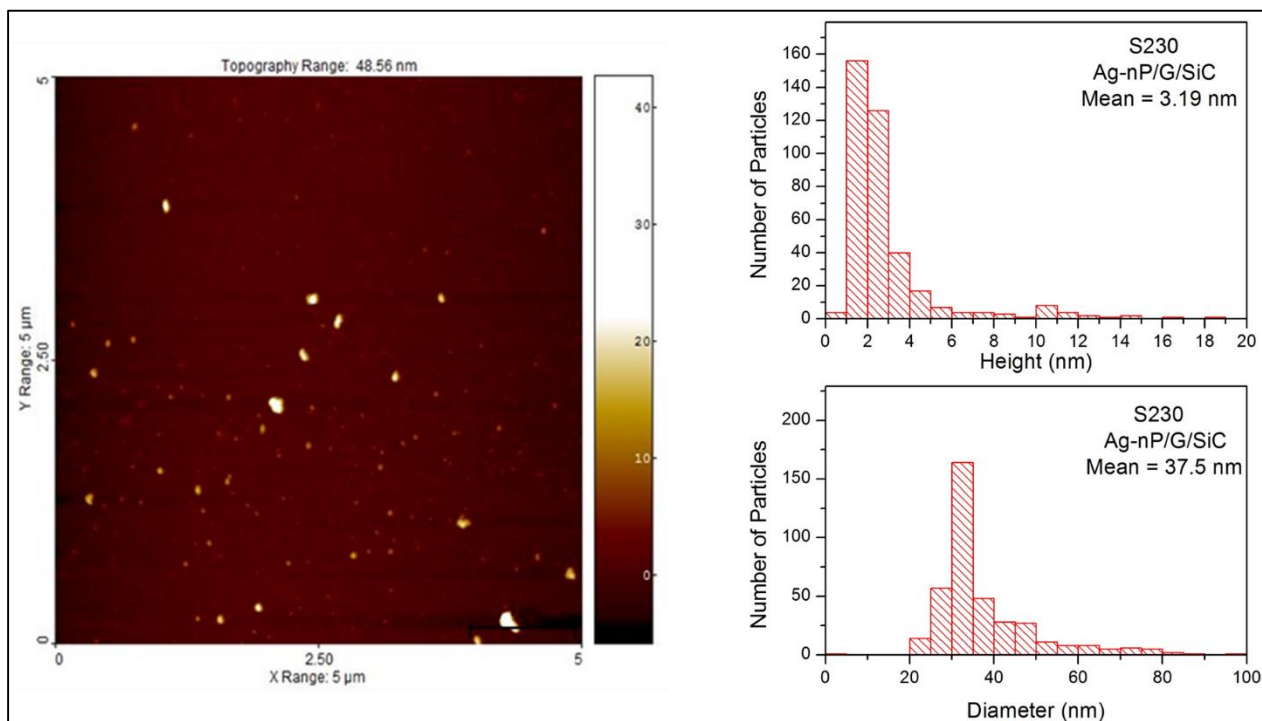 Topography Range: 48.56 nm
5
2.50
0
Y Range: 5 µm
0
2.50
5
X Range: 5 µm
40
30
20
10
0
160
140
120
100
80
60
40
20
0
Number of Particles
S230
Ag-nP/G/SiC
Mean = 3.19 nm
0 2 4 6 8 10 12 14 16 18 20
Height (nm)
200
150
100
50
0
Number of Particles
S230
Ag-nP/G/SiC
Mean = 37.5 nm
0 20 40 60 80 100
Diameter (nm)